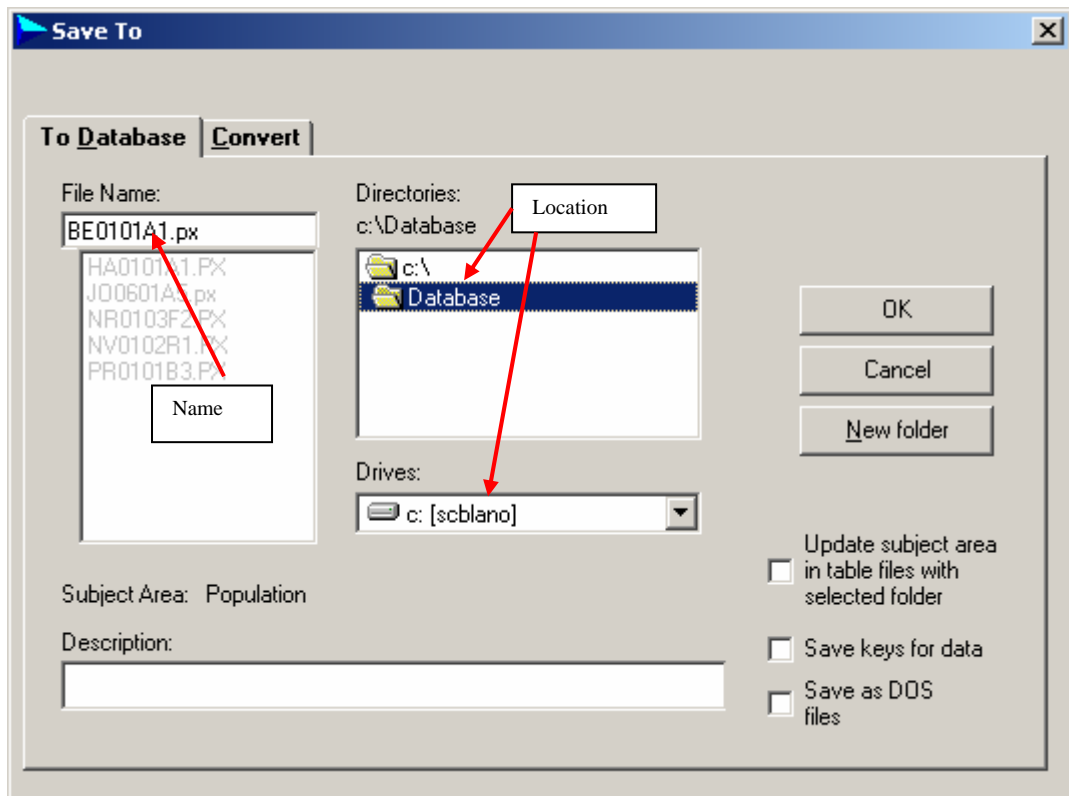 Save To
To Database
Convert
File Name:
BE0101A1.px
HA0101A1.PX
JO0601A5.px
NR0103F2.PX
NV0102R1.PX
PR0101B3.PX
Name
Directories:
c:\Database
Location
c:\
Database
Drives:
c: [scblano]
OK
Cancel
New folder
Update subject area
in table files with
selected folder
Save keys for data
Save as DOS
files
Subject Area: Population
Description: